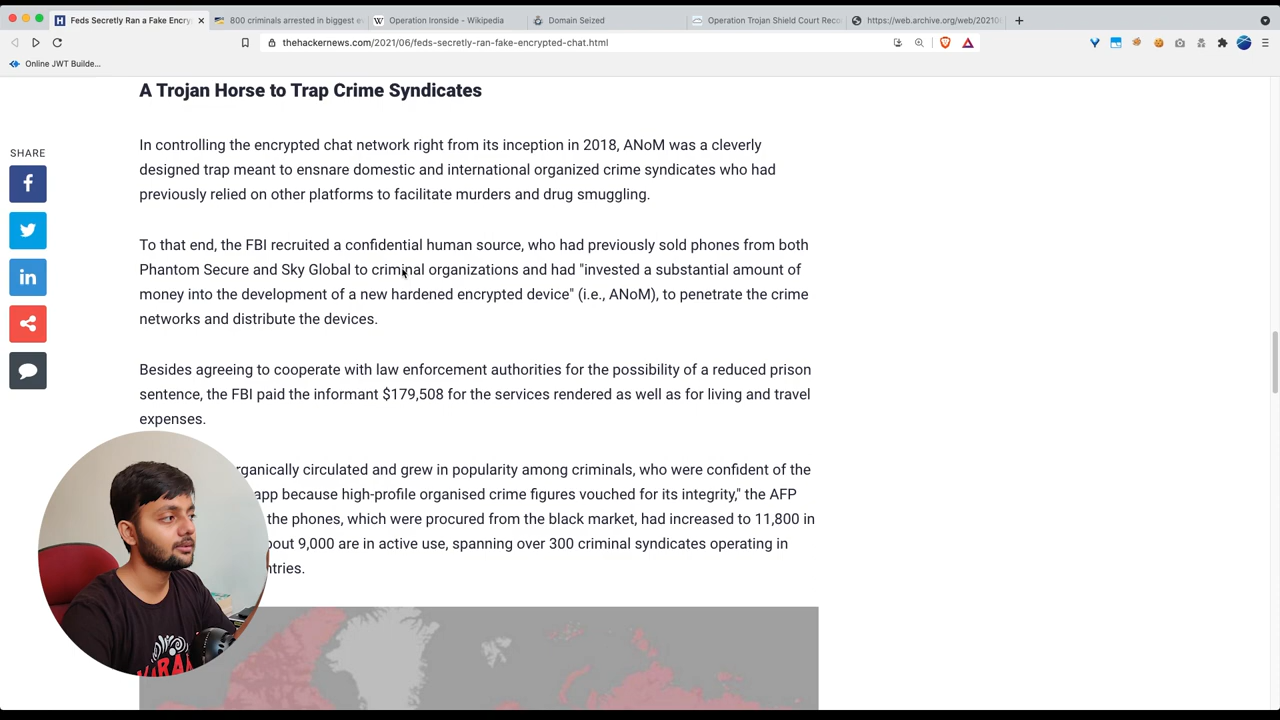 Feds Secretly Ran a Fake Encry
800 criminals arrested in biggest e
Operation Ironside - Wikipedia
Domain Seized
Operation Trojan Shield Court Reco
https://web.archive.org/web/20210
thehackernews.com/2021/06/feds-secretly-ran-fake-encrypted-chat.html
Online JWT Builde...
A Trojan Horse to Trap Crime Syndicates
In controlling the encrypted chat network right from its inception in 2018, ANoM was a cleverly
designed trap meant to ensnare domestic and international organized crime syndicates who had
previously relied on other platforms to facilitate murders and drug smuggling.
SHARE
To that end, the FBI recruited a confidential human source, who had previously sold phones from both
Phantom Secure and Sky Global to criminal organizations and had "invested a substantial amount of
money into the development of a new hardened encrypted device" (i.e., ANoM), to penetrate the crime
networks and distribute the devices.
Besides agreeing to cooperate with law enforcement authorities for the possibility of a reduced prison
sentence, the FBI paid the informant $179,508 for the services rendered as well as for living and travel
expenses.
rganically circulated and grew in popularity among criminals, who were confident of the
app because high-profile organised crime figures vouched for its integrity," the AFP
the phones, which were procured from the black market, had increased to 11,800 in
bout 9,000 are in active use, spanning over 300 criminal syndicates operating in
ntries.